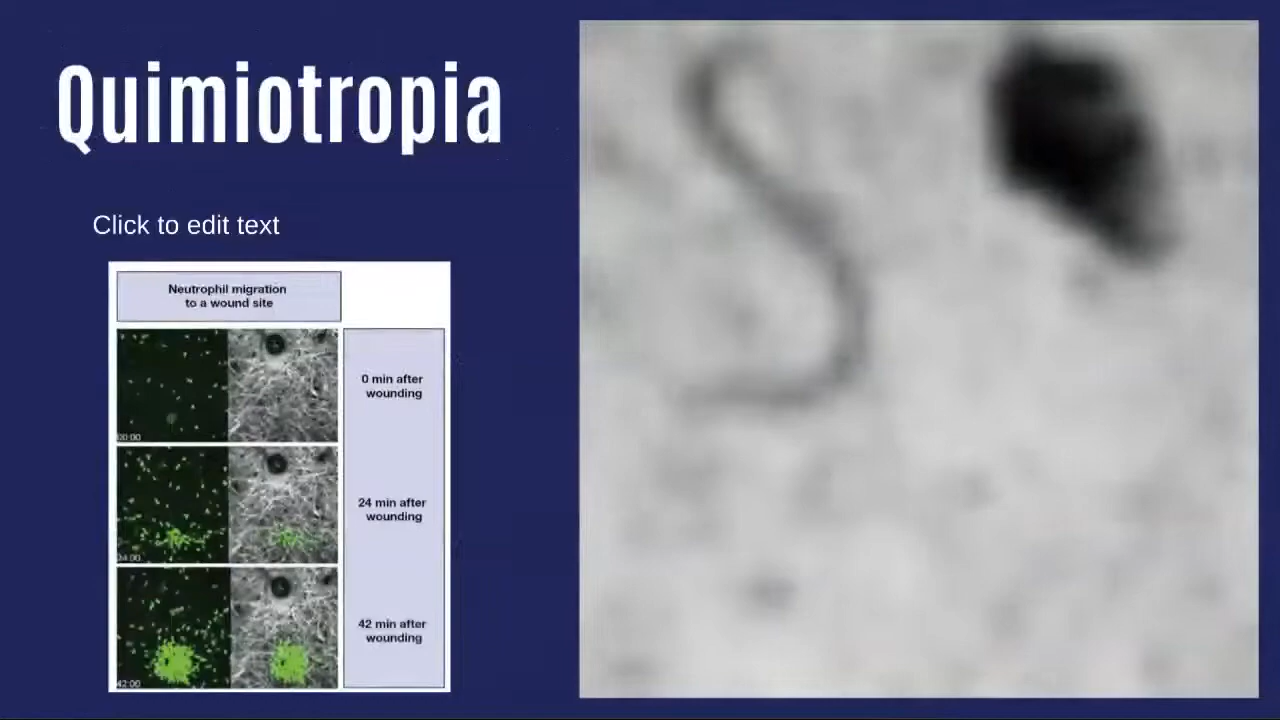 Quimiotropia
Click to edit text
Neutrophil migration
to a wound site
0 min after
wounding
00:00
24 min after
wounding
24:00
42 min after
wounding
42:00